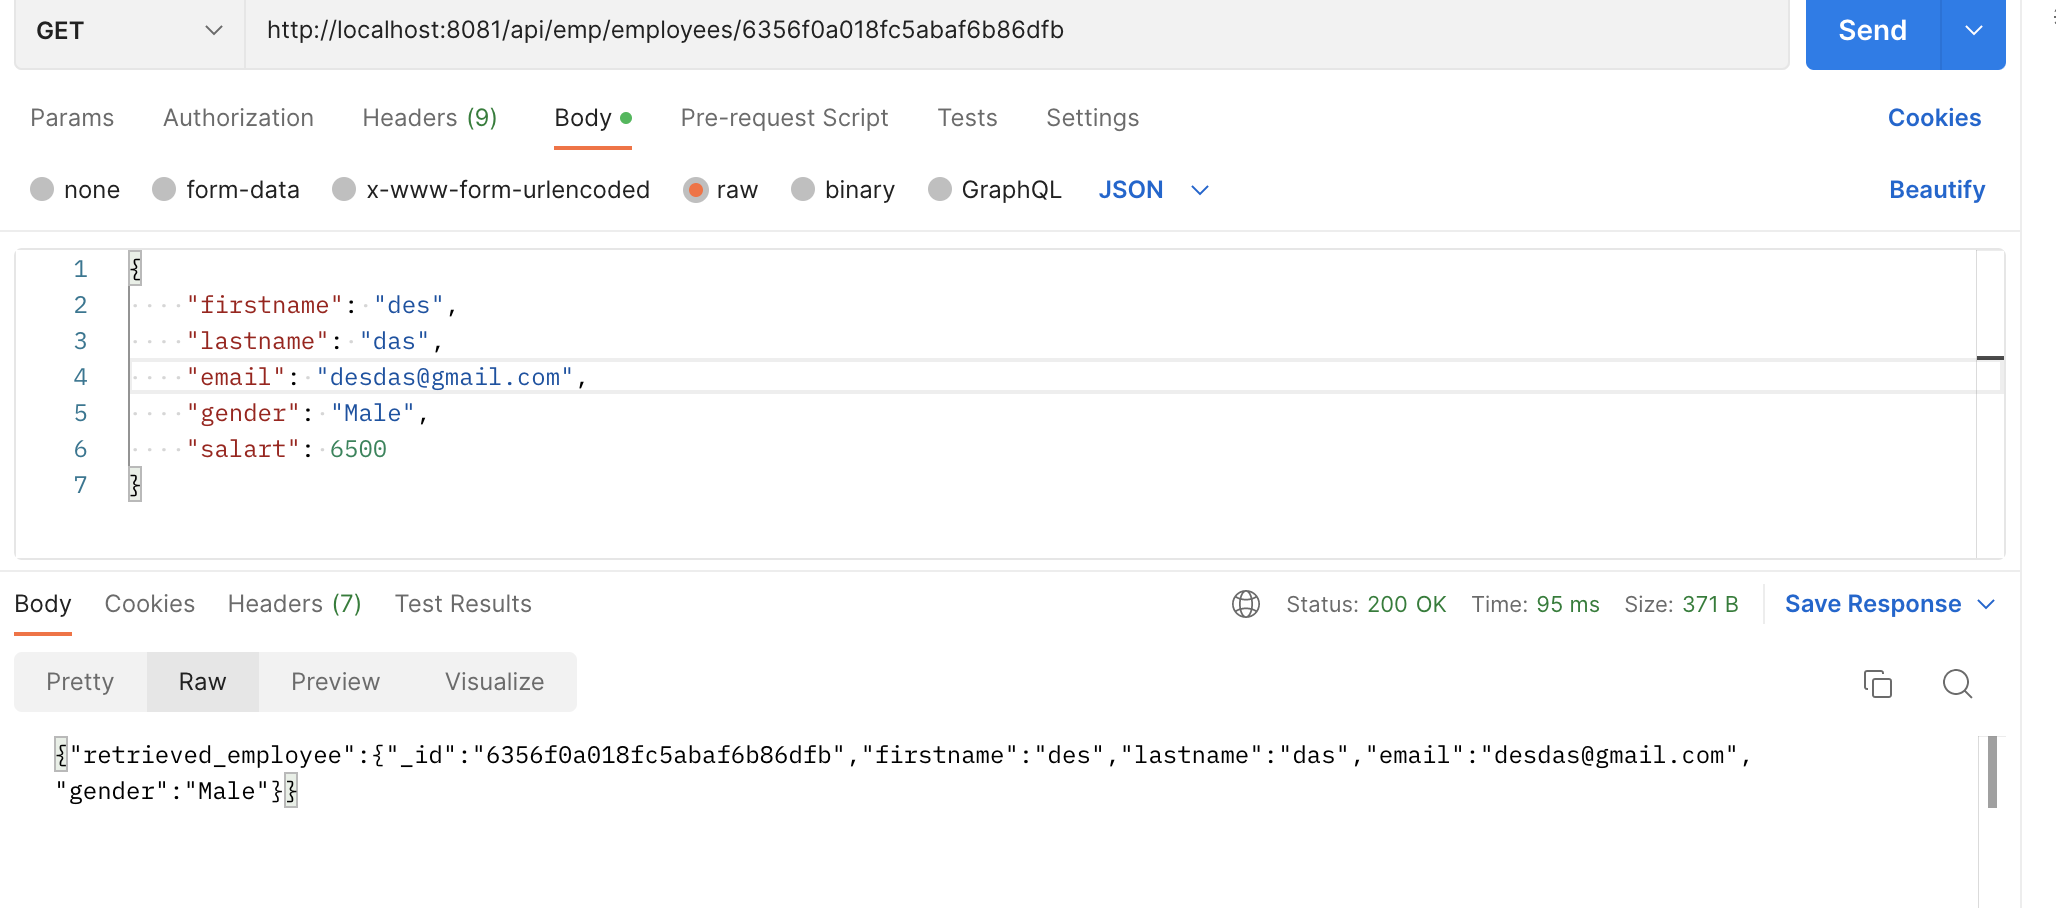 GET http://localhost:8081/api/emp/employees/6356f0a018fc5abaf6b86dfb Send
Params Authorization Headers (9) Body Pre-request Script Tests Settings Cookies
none form-data x-www-form-urlencoded raw binary GraphQL JSON Beautify
1 {
2 "firstname": "des",
3 "lastname": "das",
4 "email": "desdas@gmail.com",
5 "gender": "Male",
6 "salart": 6500
7 }
Body Cookies Headers (7) Test Results Status: 200 OK Time: 95 ms Size: 371 B Save Response
Pretty Raw Preview Visualize
{"retrieved_employee":{"_id":"6356f0a018fc5abaf6b86dfb","firstname":"des","lastname":"das","email":"desdas@gmail.com",
"gender":"Male"}}